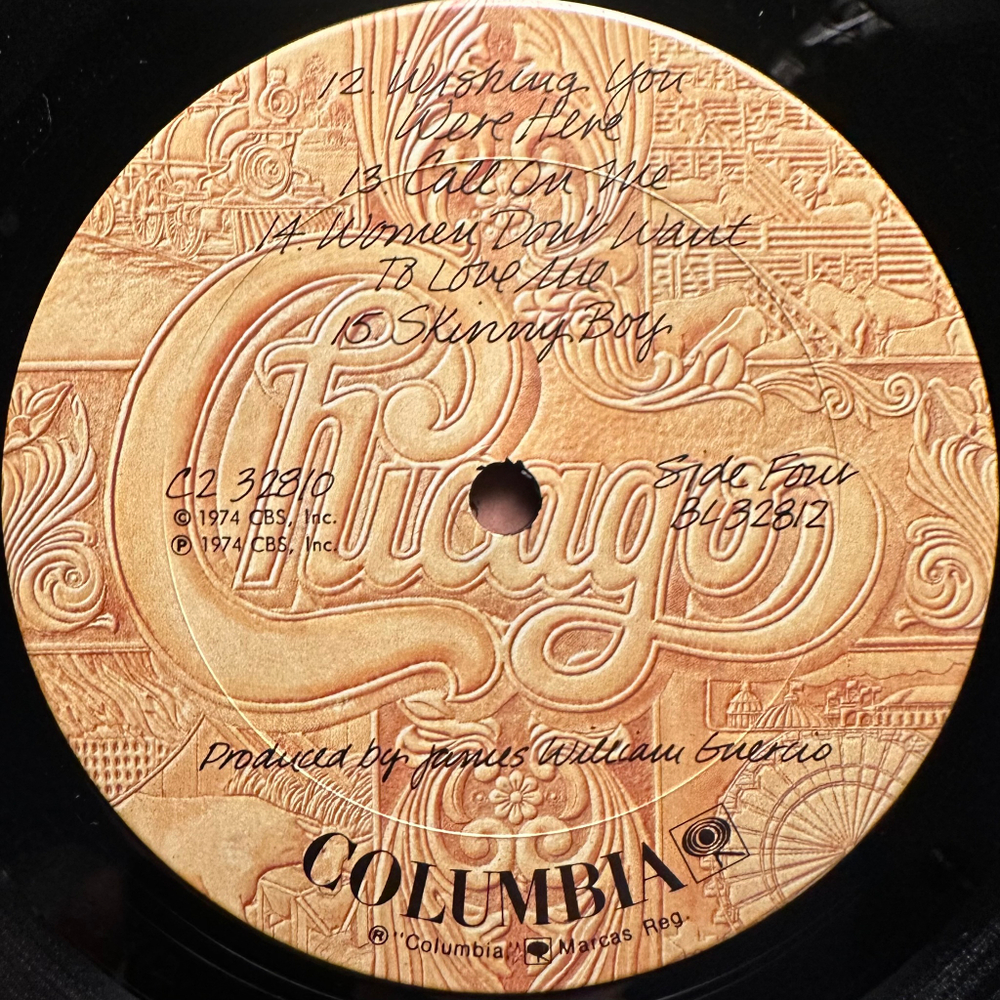 12. Wishing You
Were Here
13 Call On Me
14. Women Don't Want
To Love Me
15. Skinny Boy
Chicago
C2 32810
© 1974 CBS, Inc.
℗ 1974 CBS, Inc.
Side Four
BL32812
Produced by James William Guercio
COLUMBIA
® "Columbia," Marcas Reg.